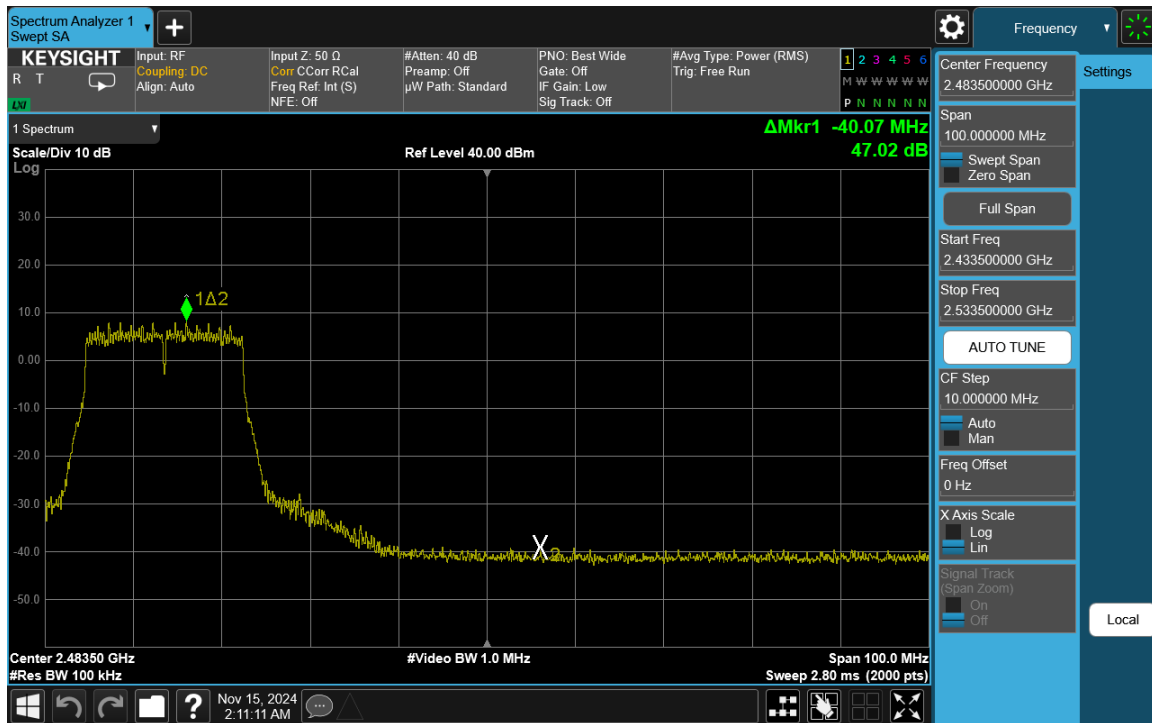 Spectrum Analyzer 1
Swept SA
+
Frequency
KEYSIGHT
R T
LXI
Input: RF
Coupling: DC
Align: Auto
Input Z: 50 Ω
Corr CCorr RCal
Freq Ref: Int (S)
NFE: Off
#Atten: 40 dB
Preamp: Off
µW Path: Standard
PNO: Best Wide
Gate: Off
IF Gain: Low
Sig Track: Off
#Avg Type: Power (RMS)
Trig: Free Run
1 2 3 4 5 6
M W W W W W
P N N N N N
1 Spectrum
Scale/Div 10 dB
Log
Ref Level 40.00 dBm
ΔMkr1 -40.07 MHz
47.02 dB
30.0
20.0
10.0
0.00
-10.0
-20.0
-30.0
-40.0
-50.0
1Δ2
X2
Center 2.48350 GHz
#Res BW 100 kHz
#Video BW 1.0 MHz
Span 100.0 MHz
Sweep 2.80 ms (2000 pts)
?
Nov 15, 2024
2:11:11 AM
Center Frequency
2.483500000 GHz
Span
100.000000 MHz
Swept Span
Zero Span
Full Span
Start Freq
2.433500000 GHz
Stop Freq
2.533500000 GHz
AUTO TUNE
CF Step
10.000000 MHz
Auto
Man
Freq Offset
0 Hz
X Axis Scale
Log
Lin
Signal Track
(Span Zoom)
On
Off
Settings
Local